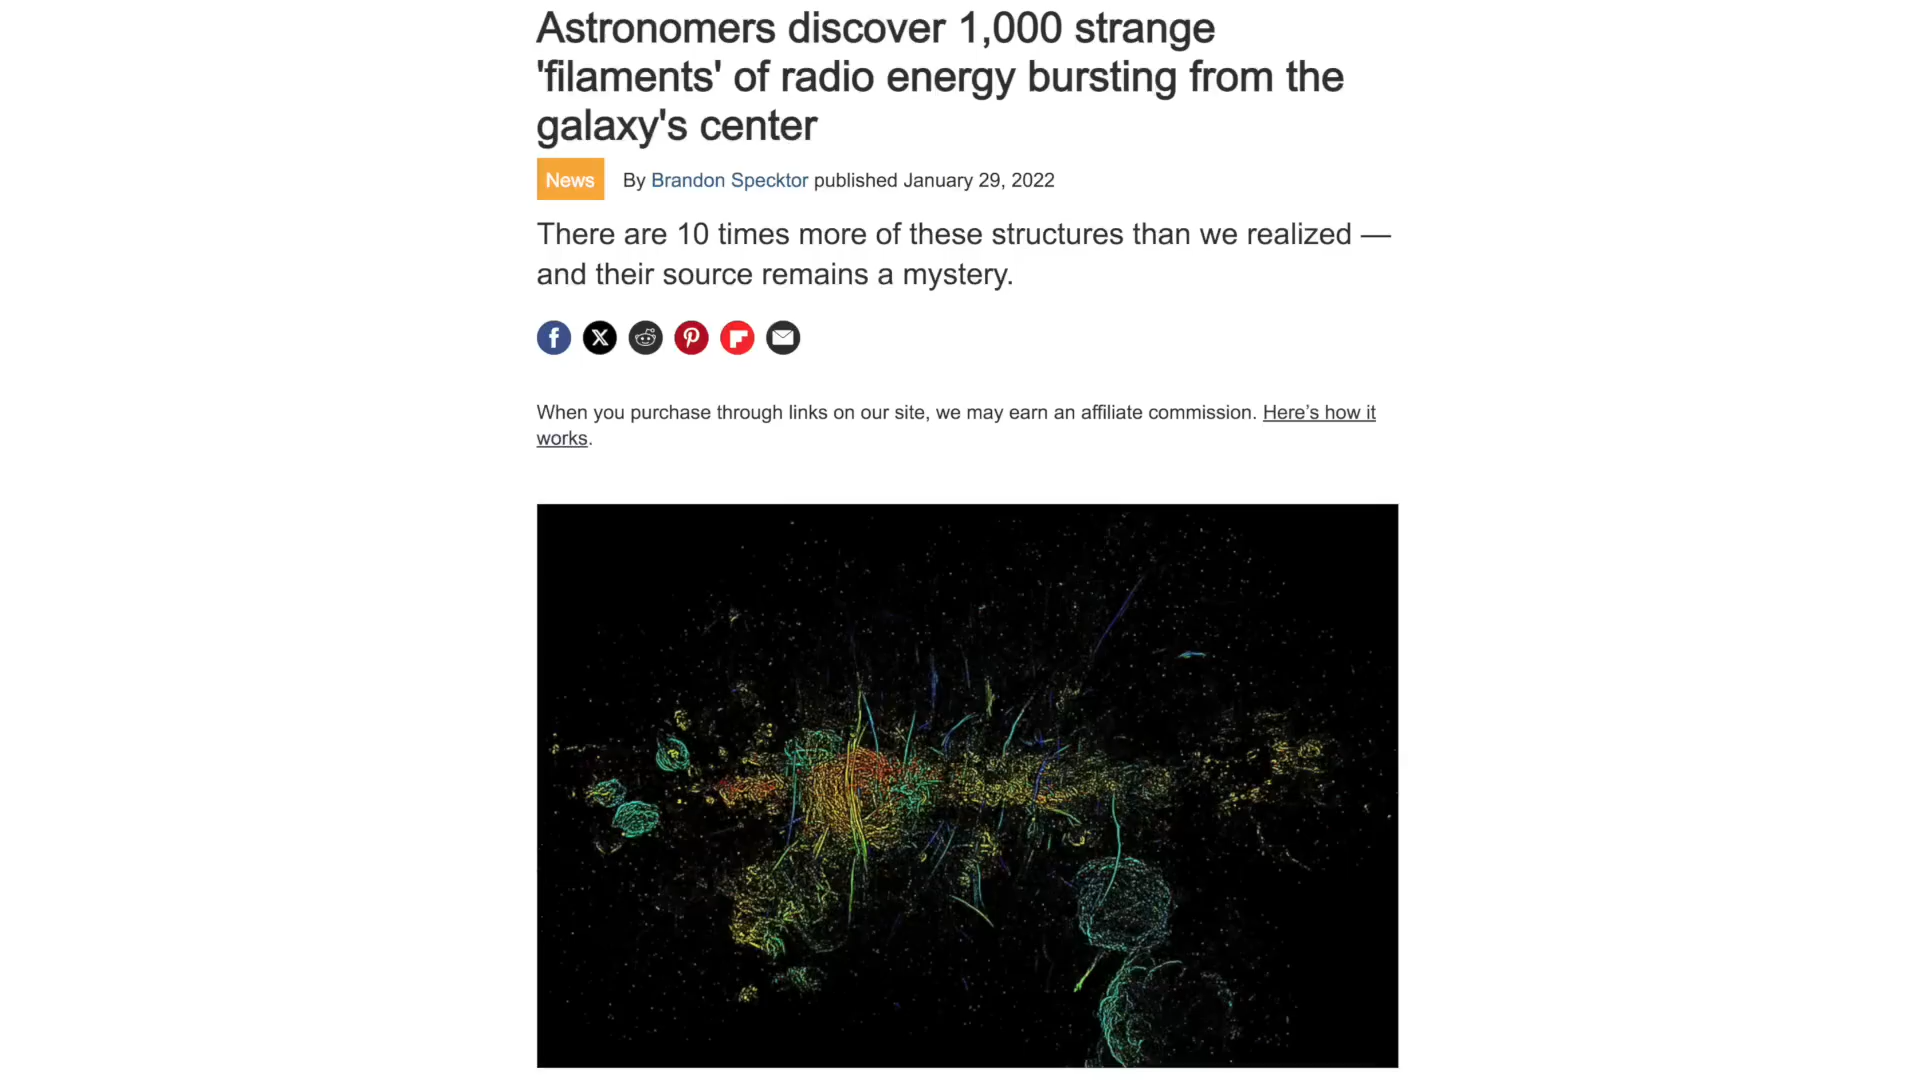 Astronomers discover 1,000 strange
'filaments' of radio energy bursting from the
galaxy's center
News By Brandon Specktor published January 29, 2022
There are 10 times more of these structures than we realized —
and their source remains a mystery.
When you purchase through links on our site, we may earn an affiliate commission. Here’s how it
works.